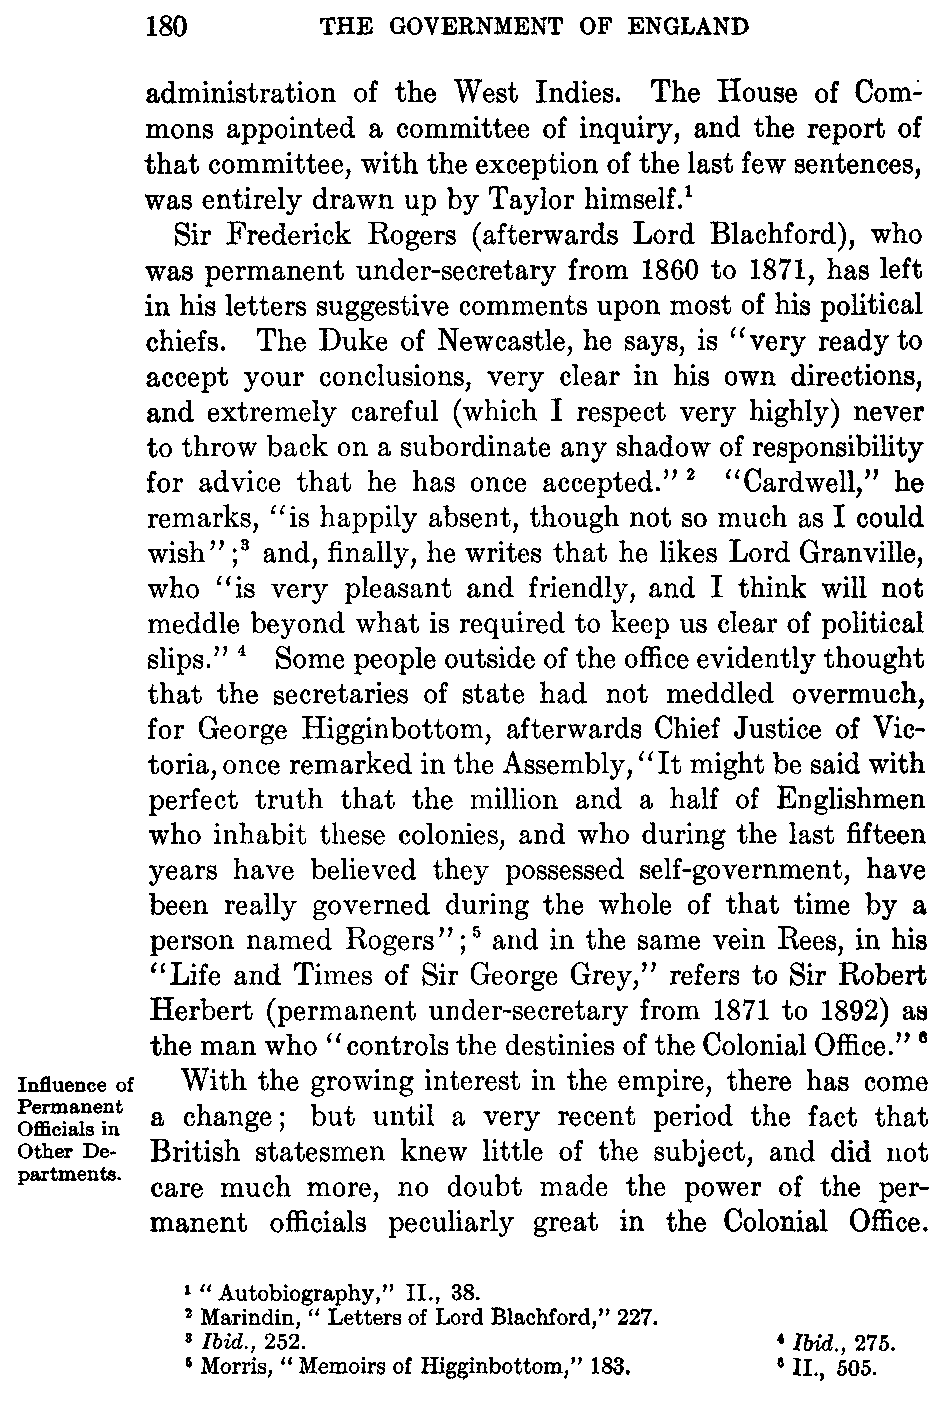 180 THE GOVERNMENT OF ENGLAND
administration of the West Indies. The House of Com-
mons appointed a committee of inquiry, and the report of
that committee, with the exception of the last few sentences,
was entirely drawn up by Taylor himself.¹
Sir Frederick Rogers (afterwards Lord Blachford), who
was permanent under-secretary from 1860 to 1871, has left
in his letters suggestive comments upon most of his political
chiefs. The Duke of Newcastle, he says, is “very ready to
accept your conclusions, very clear in his own directions,
and extremely careful (which I respect very highly) never
to throw back on a subordinate any shadow of responsibility
for advice that he has once accepted.” ² “Cardwell,” he
remarks, “is happily absent, though not so much as I could
wish”;³ and, finally, he writes that he likes Lord Granville,
who “is very pleasant and friendly, and I think will not
meddle beyond what is required to keep us clear of political
slips.” ⁴ Some people outside of the office evidently thought
that the secretaries of state had not meddled overmuch,
for George Higginbottom, afterwards Chief Justice of Vic-
toria, once remarked in the Assembly, “It might be said with
perfect truth that the million and a half of Englishmen
who inhabit these colonies, and who during the last fifteen
years have believed they possessed self-government, have
been really governed during the whole of that time by a
person named Rogers”;⁵ and in the same vein Rees, in his
“Life and Times of Sir George Grey,” refers to Sir Robert
Herbert (permanent under-secretary from 1871 to 1892) as
the man who “controls the destinies of the Colonial Office.” ⁶
Influence of
Permanent
Officials in
Other De-
partments.
With the growing interest in the empire, there has come
a change; but until a very recent period the fact that
British statesmen knew little of the subject, and did not
care much more, no doubt made the power of the per-
manent officials peculiarly great in the Colonial Office.
¹ “Autobiography,” II., 38.
² Marindin, “Letters of Lord Blachford,” 227.
³ Ibid., 252. ⁴ Ibid., 275.
⁵ Morris, “Memoirs of Higginbottom,” 183. ⁶ II., 505.